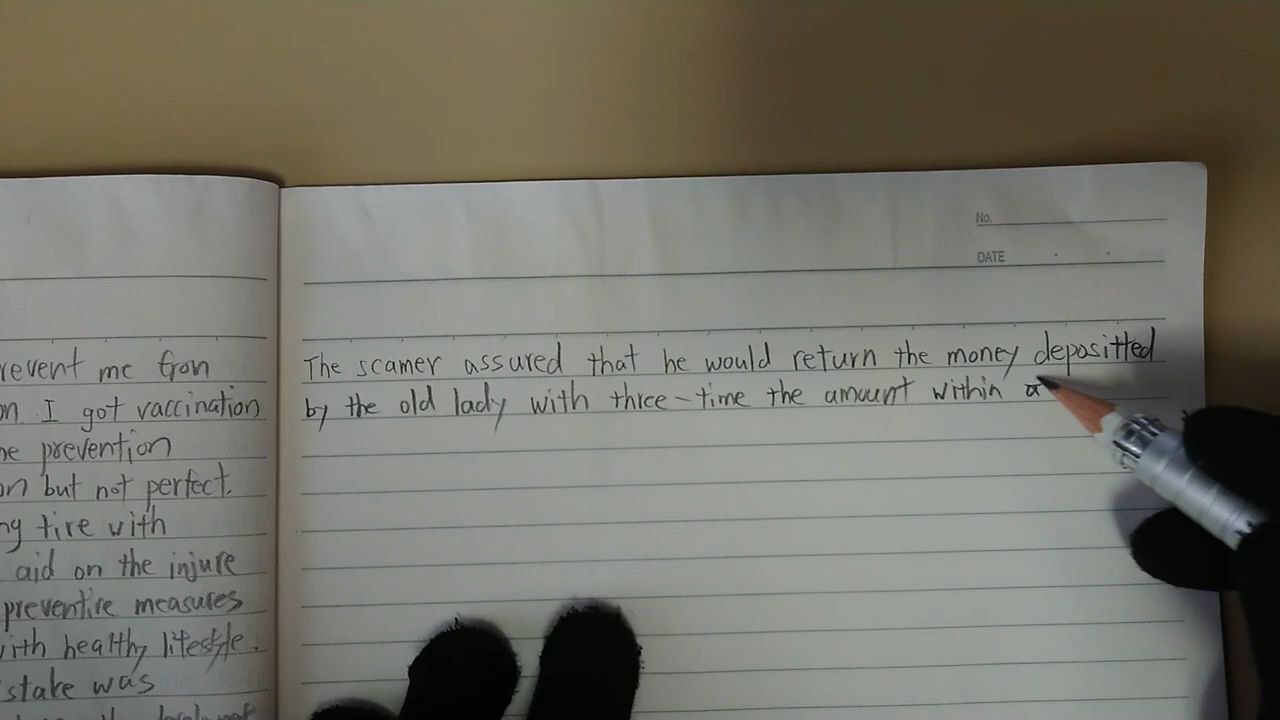 No.
DATE
revent me from
n. I got vaccination
he prevention
on but not perfect.
ng tire with
aid on the injure
preventive measures
ith healthy lifestyle.
stake was
The scamer assured that he would return the money depositted
by the old lady with three-time the amount within a